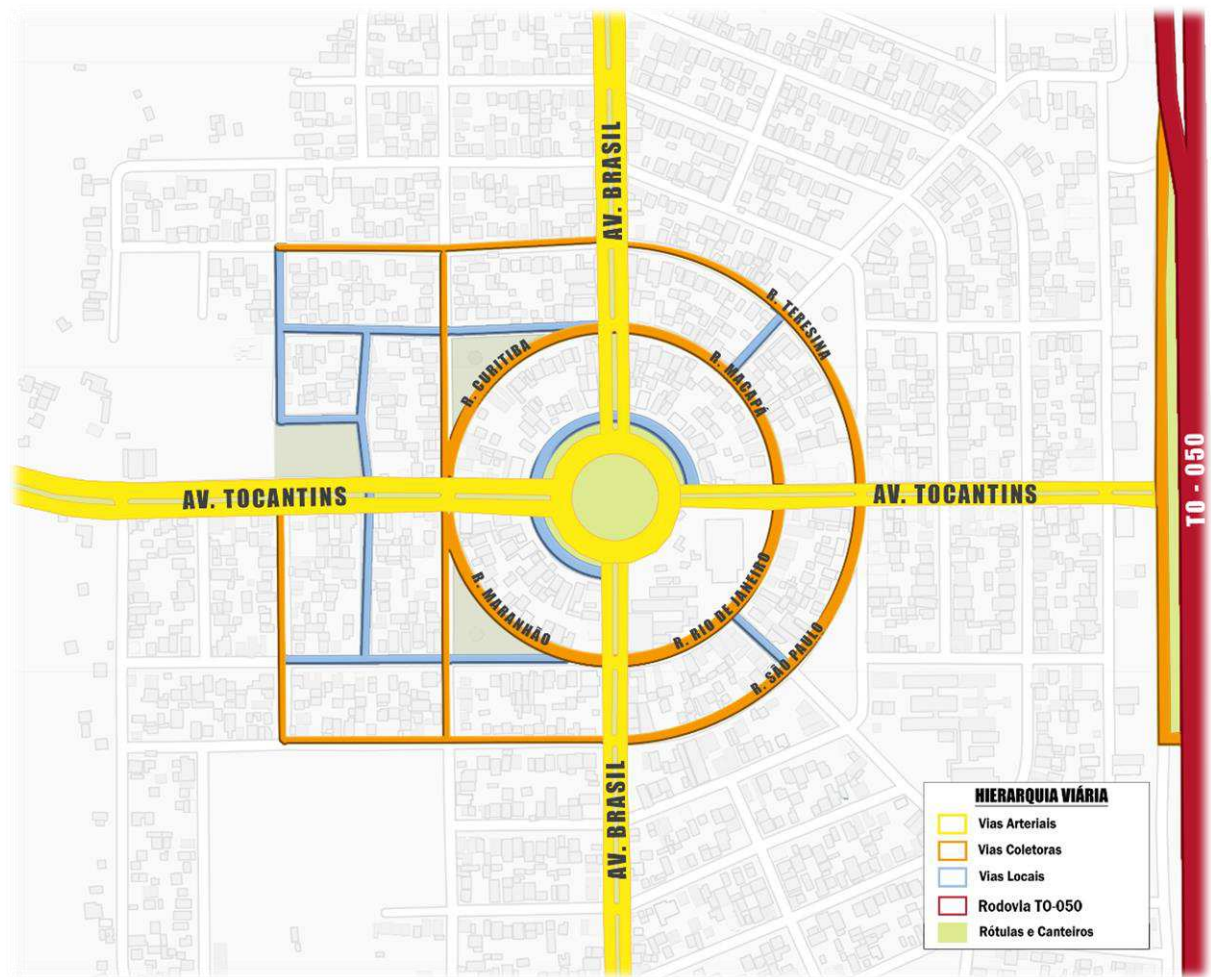 AV. BRASIL
R. TERESINA
R. CURITIBA
R. MACAPÁ
TO - 050
AV. TOCANTINS
AV. TOCANTINS
R. MARANHÃO
R. RIO DE JANEIRO
R. SÃO PAULO
AV. BRASIL
HIERARQUIA VIÁRIA
Vias Arteriais
Vias Coletoras
Vias Locais
Rodovia TO-050
Rótulas e Canteiros